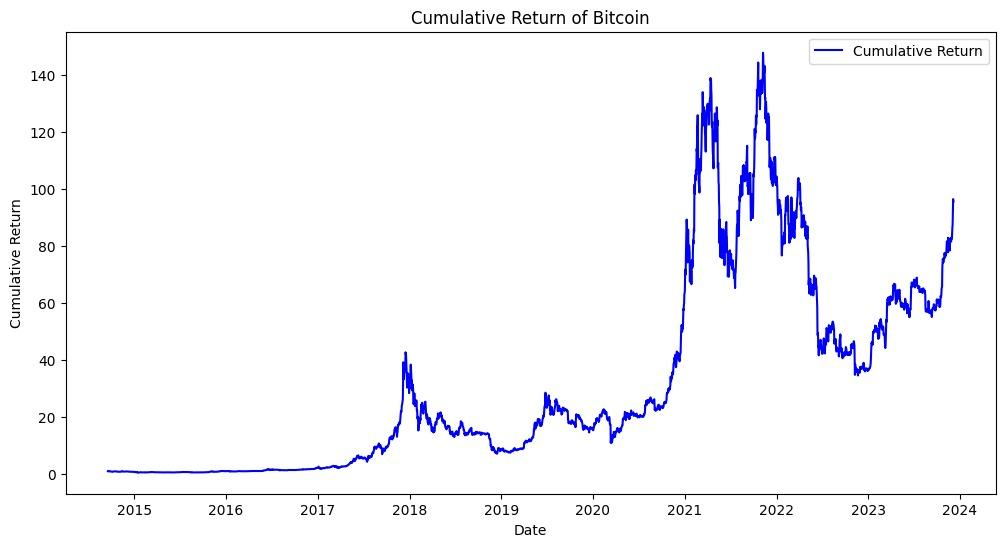 Cumulative Return of Bitcoin
Cumulative Return
140
120
100
80
60
40
20
0
Cumulative Return
2015 2016 2017 2018 2019 2020 2021 2022 2023 2024
Date